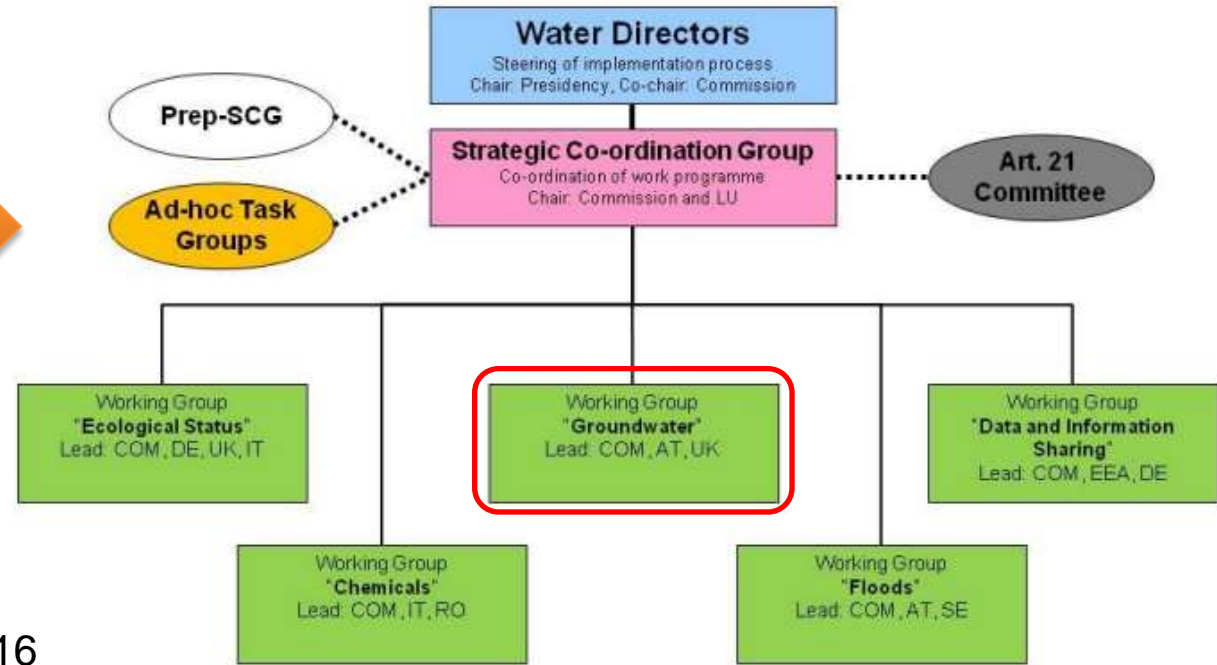 Water Directors
Steering of implementation process
Chair: Presidency, Co-chair: Commission
Prep-SCG
Strategic Co-ordination Group
Co-ordination of work programme
Chair: Commission and LU
Art. 21
Committee
Ad-hoc Task
Groups
Working Group
"Ecological Status"
Lead: COM, DE, UK, IT
Working Group
"Groundwater"
Lead: COM, AT, UK
Working Group
"Data and Information
Sharing"
Lead: COM, EEA, DE
Working Group
"Chemicals"
Lead: COM, IT, RO
Working Group
"Floods"
Lead: COM, AT, SE
16